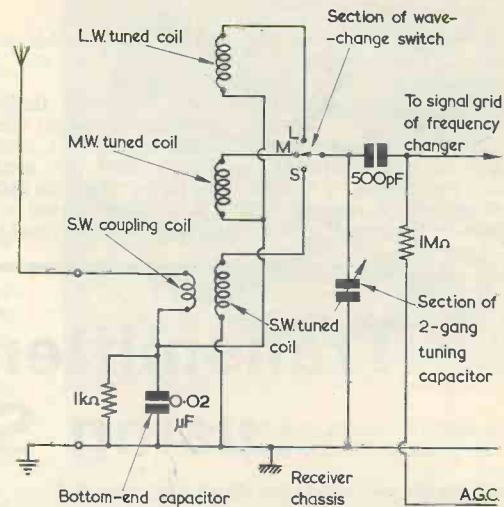 L.W. tuned coil
Section of wave-
-change switch
L
M
S
To signal grid
of frequency
changer
M.W. tuned coil
500pF
S.W. coupling coil
1MΩ
S.W. tuned
coil
Section of
2-gang
tuning
capacitor
1kΩ
0·02
μF
Bottom-end capacitor
Receiver
chassis
A.G.C.